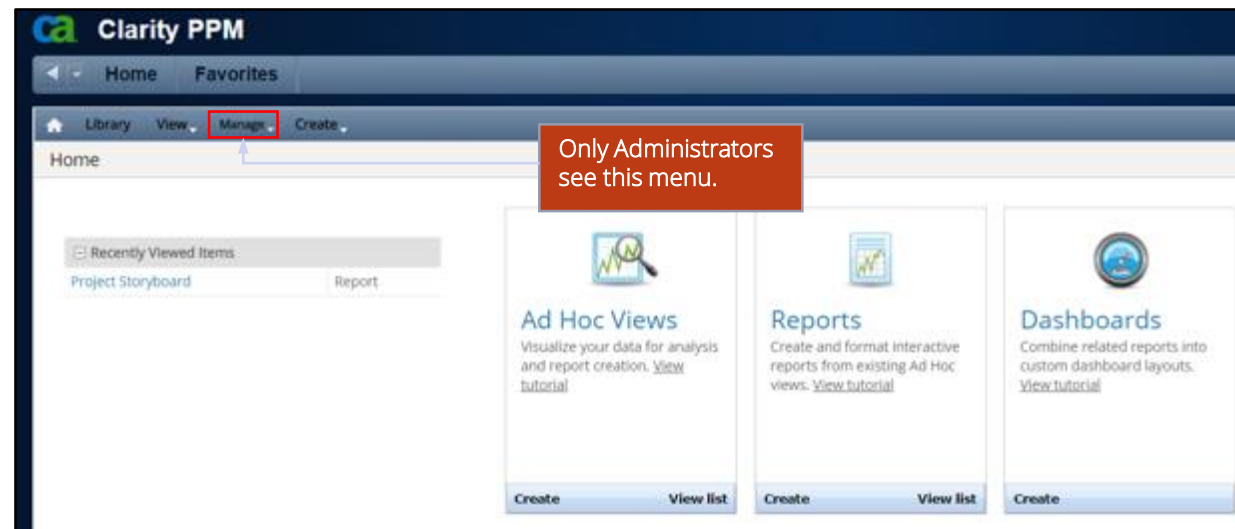 ca Clarity PPM
Home Favorites
Library View Manage Create
Only Administrators
see this menu.
Home
Recently Viewed Items
Project Storyboard Report
Ad Hoc Views
Visualize your data for analysis
and report creation. View
tutorial
Create View list
Reports
Create and format interactive
reports from existing Ad Hoc
views. View tutorial
Create View list
Dashboards
Combine related reports into
custom dashboard layouts.
View tutorial
Create